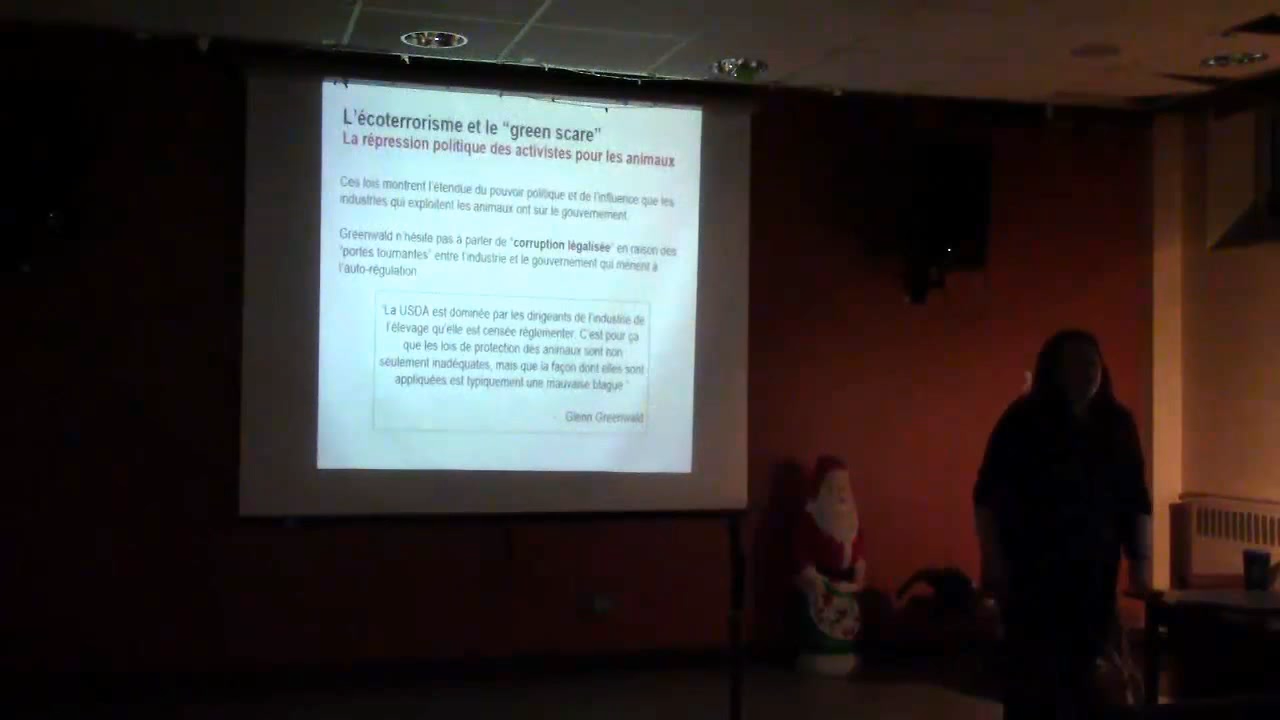 L'écoterrorisme et le "green scare"
La répression politique des activistes pour les animaux
Ces lois montrent l'étendue du pouvoir politique et de l'influence que les
industries qui exploitent les animaux ont sur le gouvernement.
Greenwald n'hésite pas à parler de "corruption légalisée" en raison des
"portes tournantes" entre l'industrie et le gouvernement qui mènent à
l'auto-régulation.
"La USDA est dominée par les dirigeants de l'industrie de
l'élevage qu'elle est censée réglementer. C'est pour ça
que les lois de protection des animaux sont non
seulement inadéquates, mais que la façon dont elles sont
appliquées est typiquement une mauvaise blague."
- Glenn Greenwald